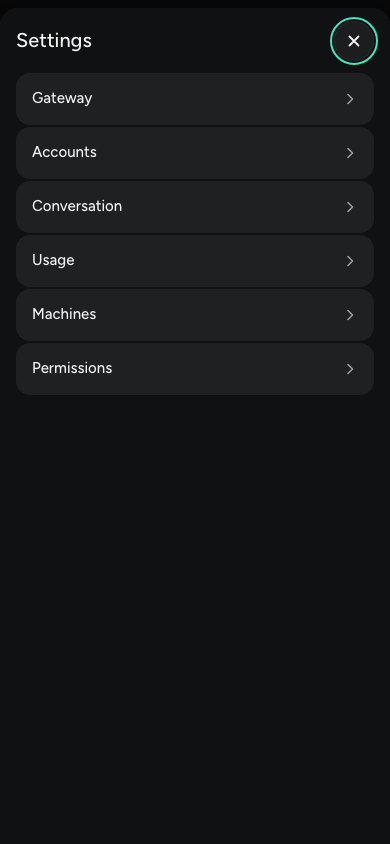 Settings
Gateway
Accounts
Conversation
Usage
Machines
Permissions